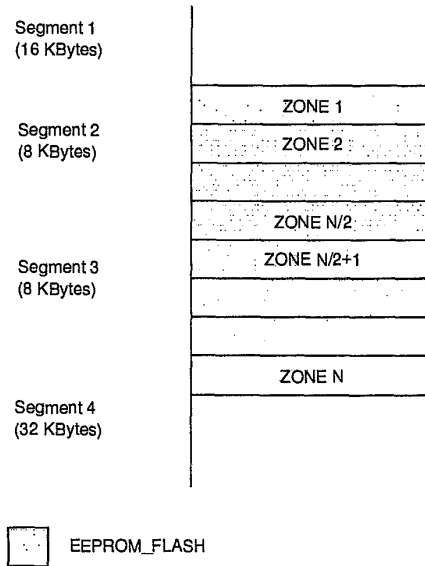 Segment 1
(16 KBytes)
ZONE 1
Segment 2
(8 KBytes)
ZONE 2
ZONE N/2
ZONE N/2+1
Segment 3
(8 KBytes)
ZONE N
Segment 4
(32 KBytes)
EEPROM_FLASH